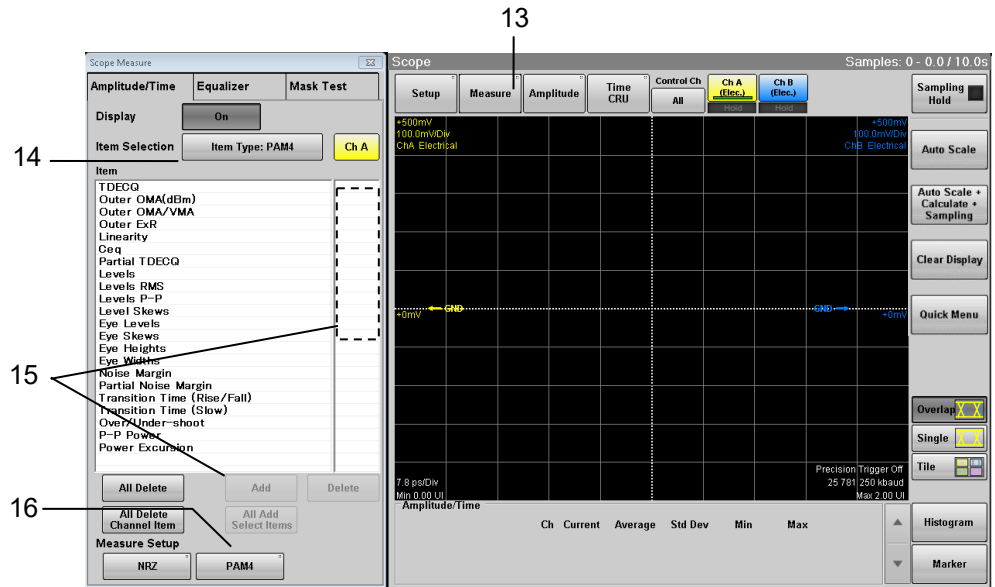 13
Scope Measure
Amplitude/Time Equalizer Mask Test
Display On
14
Item Selection Item Type: PAM4 Ch A
Item
TDECQ
Outer OMA(dBm)
Outer OMA/VMA
Outer ExR
Linearity
Ceq
Partial TDECQ
Levels
Levels RMS
Levels P-P
Level Skews
Eye Levels
Eye Skews
Eye Heights
Eye Widths
15
Noise Margin
Partial Noise Margin
Transition Time (Rise/Fall)
Transition Time (Slow)
Over/Under-shoot
P-P Power
Power Excursion
All Delete Add Delete
16
All Delete
Channel Item
All Add
Select Items
Measure Setup
NRZ PAM4
Scope Samples: 0 - 0.0 / 10.0s
Setup Measure Amplitude
Time
CRU
Control Ch
All
Ch A
(Elec.)
Hold
Ch B
(Elec.)
Hold
Sampling
Hold
+500mV
100.0mV/Div
ChA Electrical
+500mV
100.0mV/Div
ChB Electrical
Auto Scale
Auto Scale +
Calculate +
Sampling
Clear Display
GND GND
+0mV +0mV
Quick Menu
Overlap
Single
Tile
Precision Trigger Off
7.8 ps/Div 25 781 250 kbaud
Min 0.00 UI Max 2.00 UI
Amplitude/Time
Ch Current Average Std Dev Min Max
Histogram
Marker